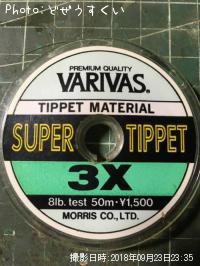 Photo:どぜうすくい
PREMIUM QUALITY
VARIVAS®
TIPPET MATERIAL
SUPER TIPPET
3X
8lb. test 50m・¥1,500
MORRIS CO., LTD.
撮影日時:2018年09月23日23:35